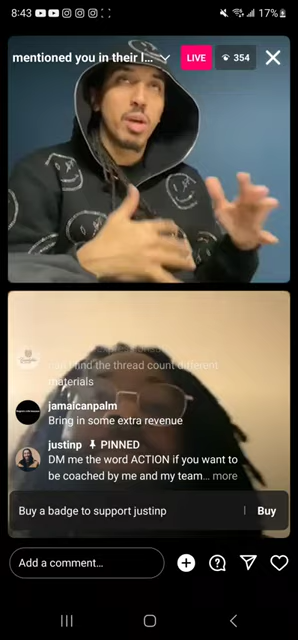 8:43
17%
mentioned you in their l...
LIVE
354
find the thread count different
materials
jamaicanpalm
Bring in some extra revenue
justinp PINNED
DM me the word ACTION if you want
to be coached by me and my team... more
Buy a badge to support justinp
Buy
Add a comment...